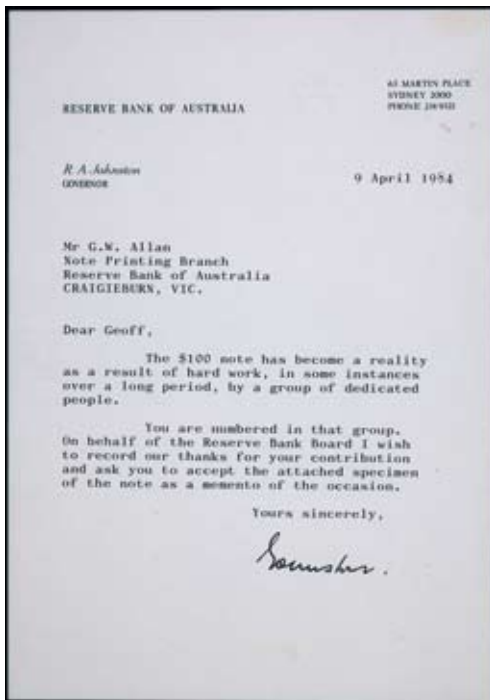 65 MARTIN PLACE
SYDNEY 2000
PHONE
RESERVE BANK OF AUSTRALIA
R. A. Johnston
GOVERNOR
9 April 1984
Mr G.W. Allan
Note Printing Branch
Reserve Bank of Australia
CRAIGIEBURN, VIC.
Dear Geoff,
The $100 note has become a reality
as a result of hard work, in some instances
over a long period, by a group of dedicated
people.
You are numbered in that group.
On behalf of the Reserve Bank Board I wish
to record our thanks for your contribution
and ask you to accept the attached specimen
of the note as a memento of the occasion.
Yours sincerely,